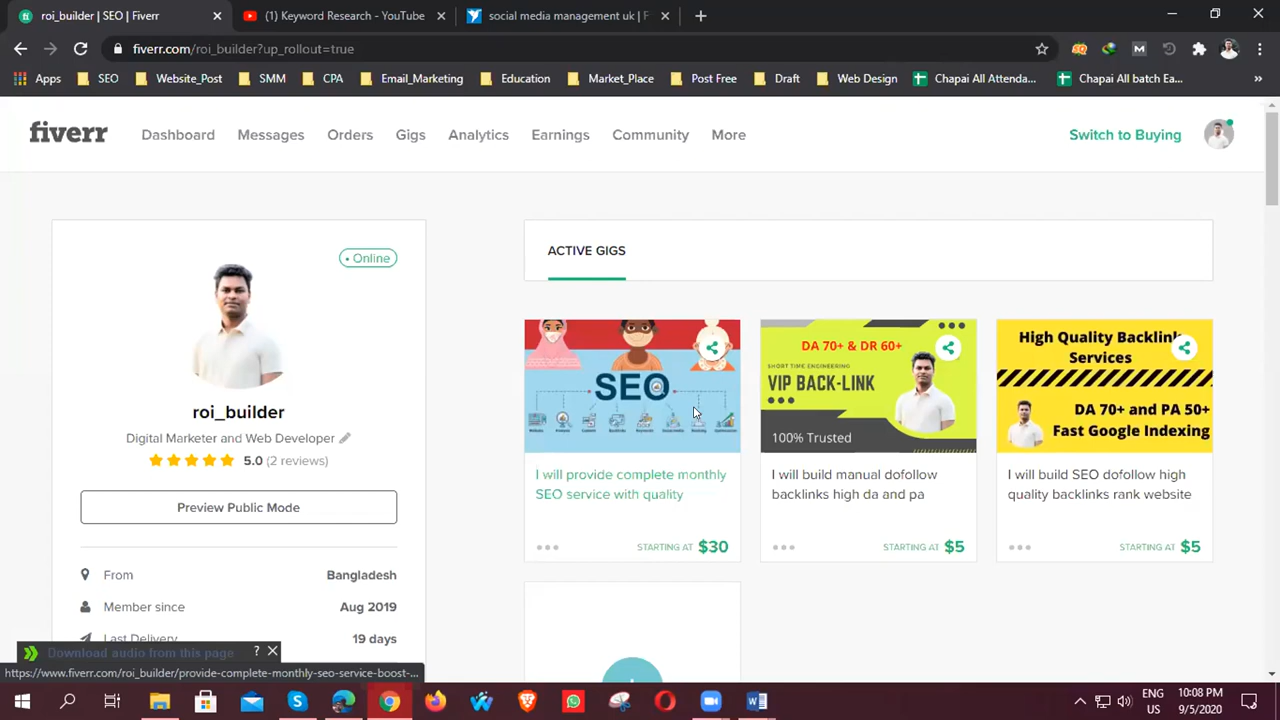 roi_builder | SEO | Fiverr
(1) Keyword Research - YouTube
social media management uk | F
fiverr.com/roi_builder?up_rollout=true
Apps
SEO
Website_Post
SMM
CPA
Email_Marketing
Education
Market_Place
Post Free
Draft
Web Design
Chapai All Attenda...
Chapai All batch Ea...
fiverr
Dashboard
Messages
Orders
Gigs
Analytics
Earnings
Community
More
Switch to Buying
• Online
roi_builder
Digital Marketer and Web Developer
5.0 (2 reviews)
Preview Public Mode
From
Bangladesh
Member since
Aug 2019
Last Delivery
19 days
ACTIVE GIGS
SEO
I will provide complete monthly
SEO service with quality
STARTING AT $30
DA 70+ & DR 60+
SHORT TIME ENGINEERING
VIP BACK-LINK
100% Trusted
I will build manual dofollow
backlinks high da and pa
STARTING AT $5
High Quality Backlink
Services
DA 70+ and PA 50+
Fast Google Indexing
I will build SEO dofollow high
quality backlinks rank website
STARTING AT $5
Download audio from this page
? 
https://www.fiverr.com/roi_builder/provide-complete-monthly-seo-service-boost-...
ENG
US
10:08 PM
9/5/2020